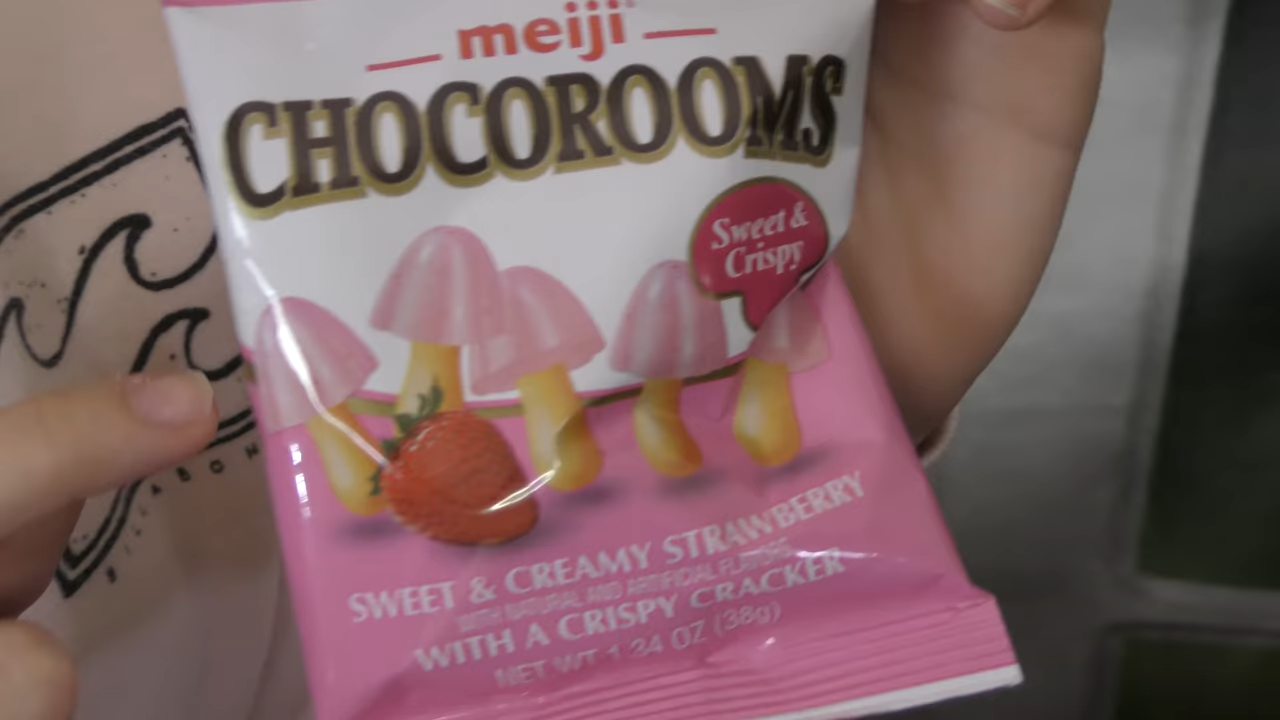 meiji
CHOCOROOMS
Sweet &
Crispy
SWEET & CREAMY STRAWBERRY
WITH NATURAL AND ARTIFICIAL FLAVORS
WITH A CRISPY CRACKER
NET WT 1.34 OZ (38g)